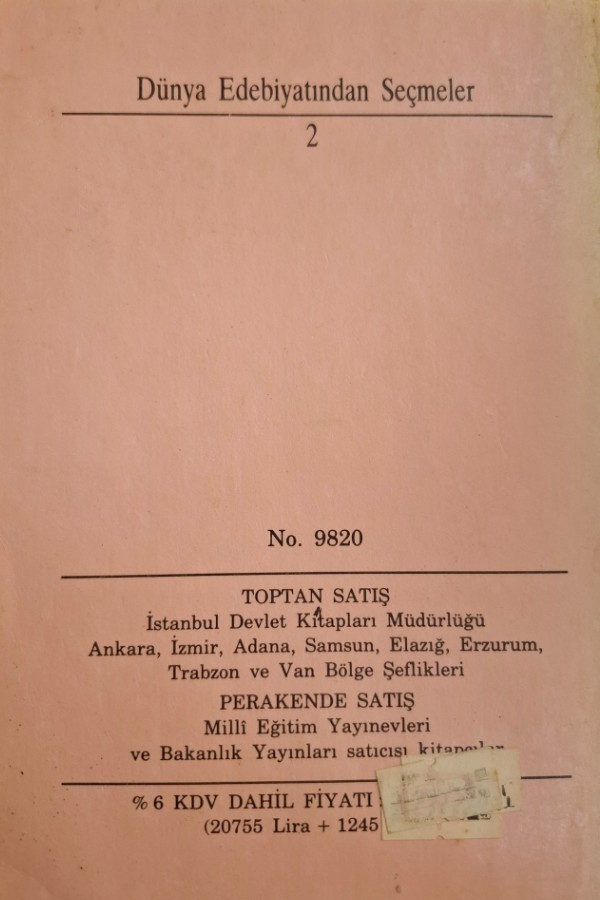 Dünya Edebiyatından Seçmeler
2
No. 9820
TOPTAN SATIŞ
İstanbul Devlet Kitapları Müdürlüğü
Ankara, İzmir, Adana, Samsun, Elazığ, Erzurum,
Trabzon ve Van Bölge Şeflikleri
PERAKENDE SATIŞ
Millî Eğitim Yayınevleri
ve Bakanlık Yayınları satıcısı kitapçılar
% 6 KDV DAHİL FİYATI
(20755 Lira + 1245